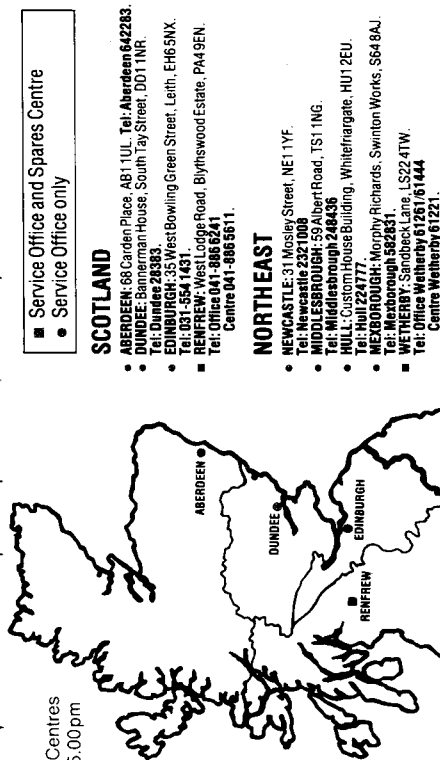 ■ Service Office and Spares Centre
● Service Office only
SCOTLAND
● ABERDEEN: 68 Carden Place, AB1 1UL. Tel: Aberdeen 642283.
● DUNDEE: Bannerman House, South Tay Street, DD1 1NR.
Tel: Dundee 28383.
● EDINBURGH: 35 West Bowling Green Street, Leith, EH6 5NX.
Tel: 031-554 1431.
■ RENFREW: West Lodge Road, Blythswood Estate, PA4 9EN.
Tel: Office 041-886 6241
Centre 041-886 5611.
NORTH EAST
● NEWCASTLE: 31 Mosley Street, NE1 1YF.
Tel: Newcastle 2321008
● MIDDLESBROUGH: 59 Albert Road, TS1 1NG.
Tel: Middlesbrough 248436
● HULL: Custom House Building, Whitefriargate, HU1 2EU.
Tel: Hull 224777.
● MEXBOROUGH: Morphy Richards, Swinton Works, S64 8AJ.
Tel: Mexborough 582831.
■ WETHERBY: Sandbeck Lane, LS22 4TW.
Tel: Office Wetherby 61261/61444
Centre Wetherby 61221.
Centres
.00pm
ABERDEEN
DUNDEE
EDINBURGH
RENFREW